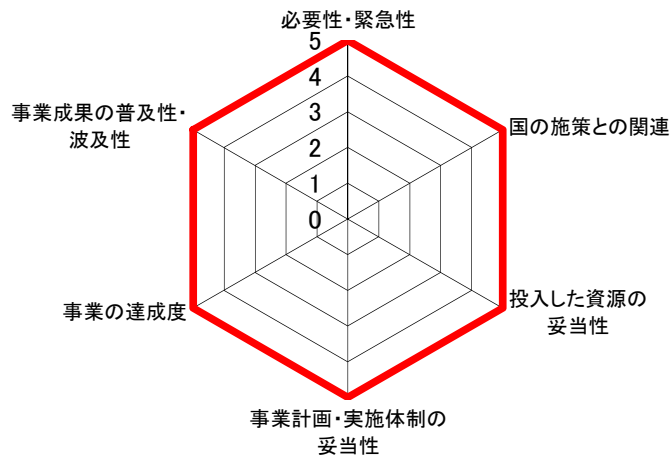 必要性・緊急性
5
4
3
2
1
0
国の施策との関連
投入した資源の
妥当性
事業計画・実施体制の
妥当性
事業の達成度
事業成果の普及性・
波及性